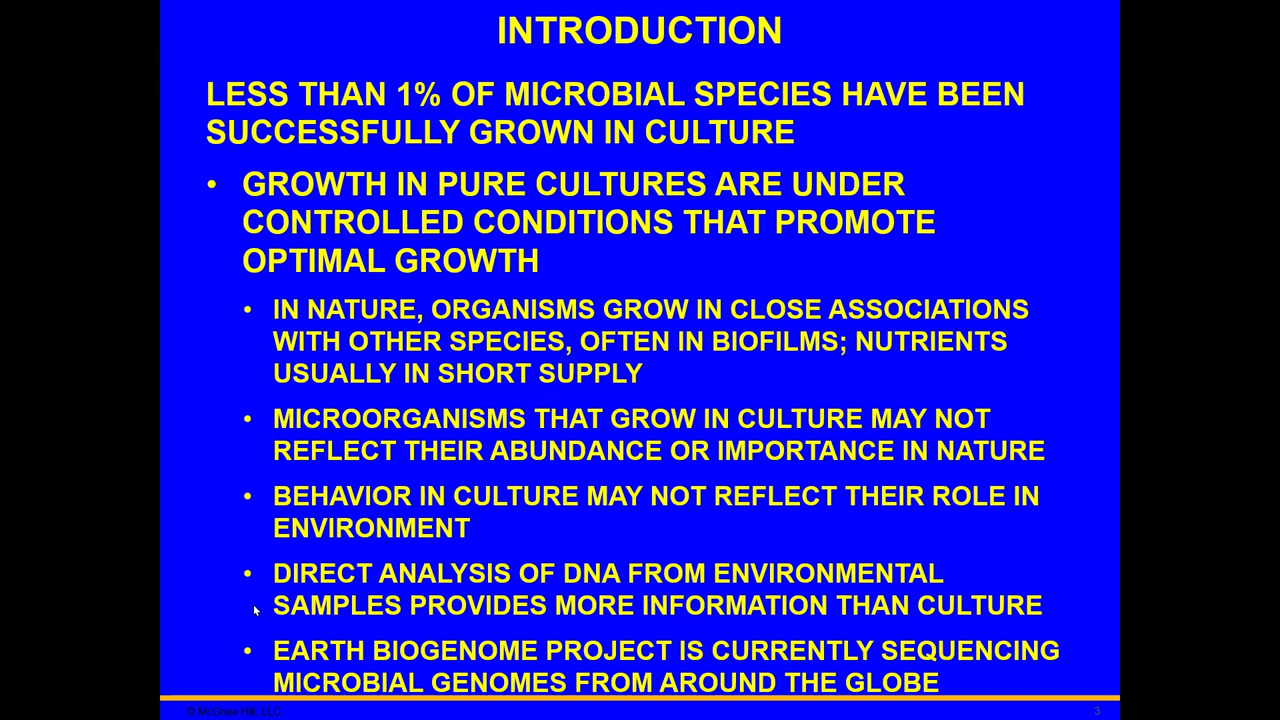 INTRODUCTION
LESS THAN 1% OF MICROBIAL SPECIES HAVE BEEN
SUCCESSFULLY GROWN IN CULTURE
• GROWTH IN PURE CULTURES ARE UNDER
CONTROLLED CONDITIONS THAT PROMOTE
OPTIMAL GROWTH
• IN NATURE, ORGANISMS GROW IN CLOSE ASSOCIATIONS
WITH OTHER SPECIES, OFTEN IN BIOFILMS; NUTRIENTS
USUALLY IN SHORT SUPPLY
• MICROORGANISMS THAT GROW IN CULTURE MAY NOT
REFLECT THEIR ABUNDANCE OR IMPORTANCE IN NATURE
• BEHAVIOR IN CULTURE MAY NOT REFLECT THEIR ROLE IN
ENVIRONMENT
• DIRECT ANALYSIS OF DNA FROM ENVIRONMENTAL
SAMPLES PROVIDES MORE INFORMATION THAN CULTURE
• EARTH BIOGENOME PROJECT IS CURRENTLY SEQUENCING
MICROBIAL GENOMES FROM AROUND THE GLOBE
© McGraw Hill, LLC 3